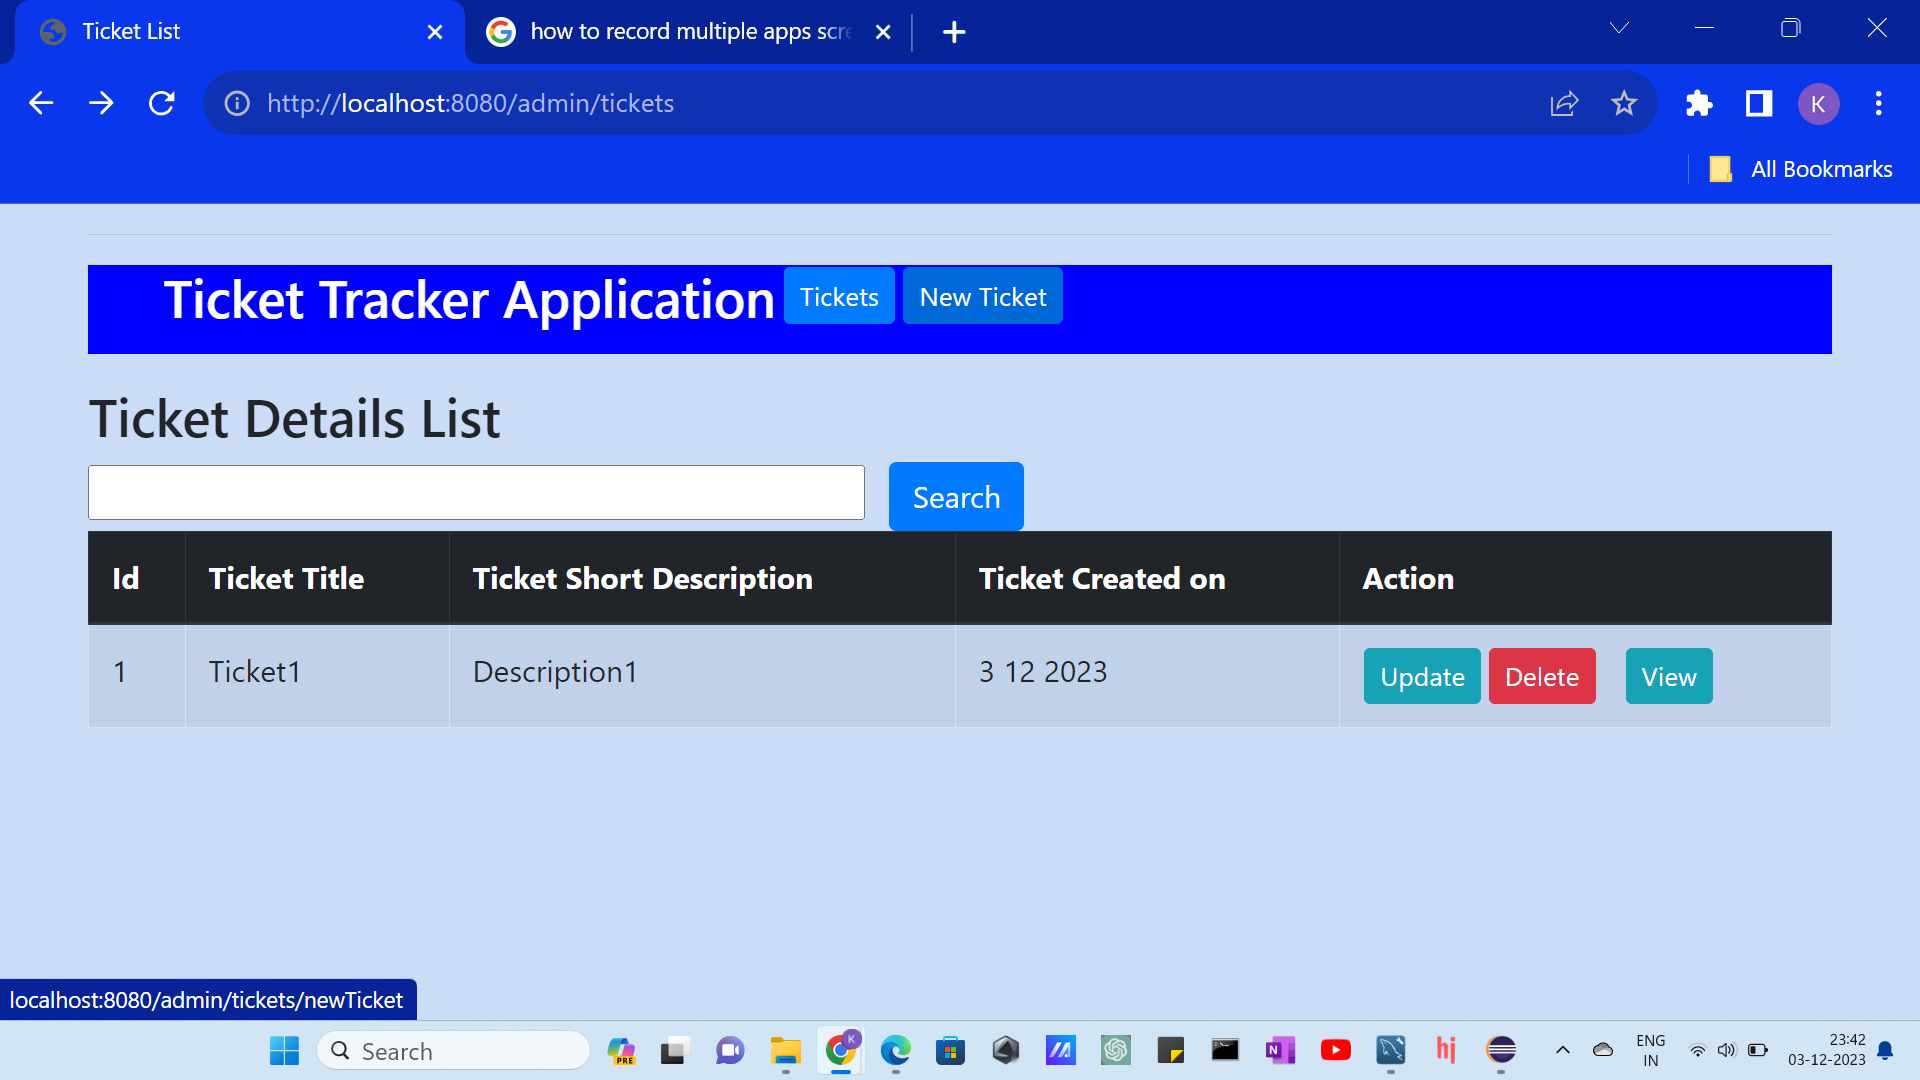 Ticket List
how to record multiple apps scre
http://localhost:8080/admin/tickets
K
All Bookmarks
Ticket Tracker Application Tickets New Ticket
Ticket Details List
Search
Id Ticket Title Ticket Short Description Ticket Created on Action
1 Ticket1 Description1 3 12 2023 Update Delete View
localhost:8080/admin/tickets/newTicket
Search
PRE
K
N
hj
ENG
IN
23:42
03-12-2023